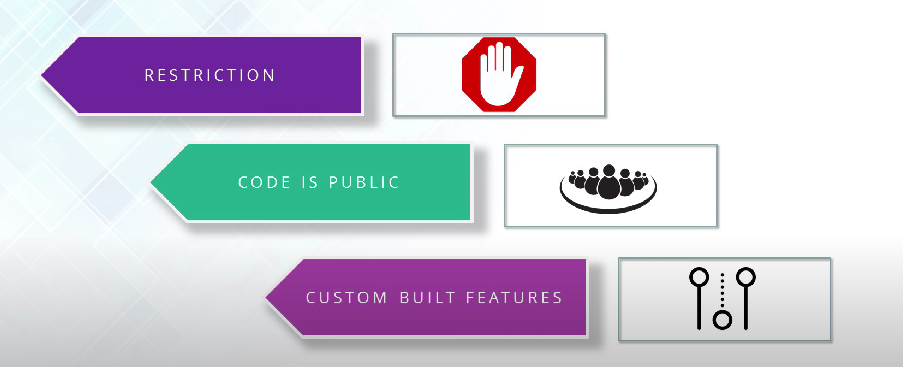 RESTRICTION
CODE IS PUBLIC
CUSTOM BUILT FEATURES